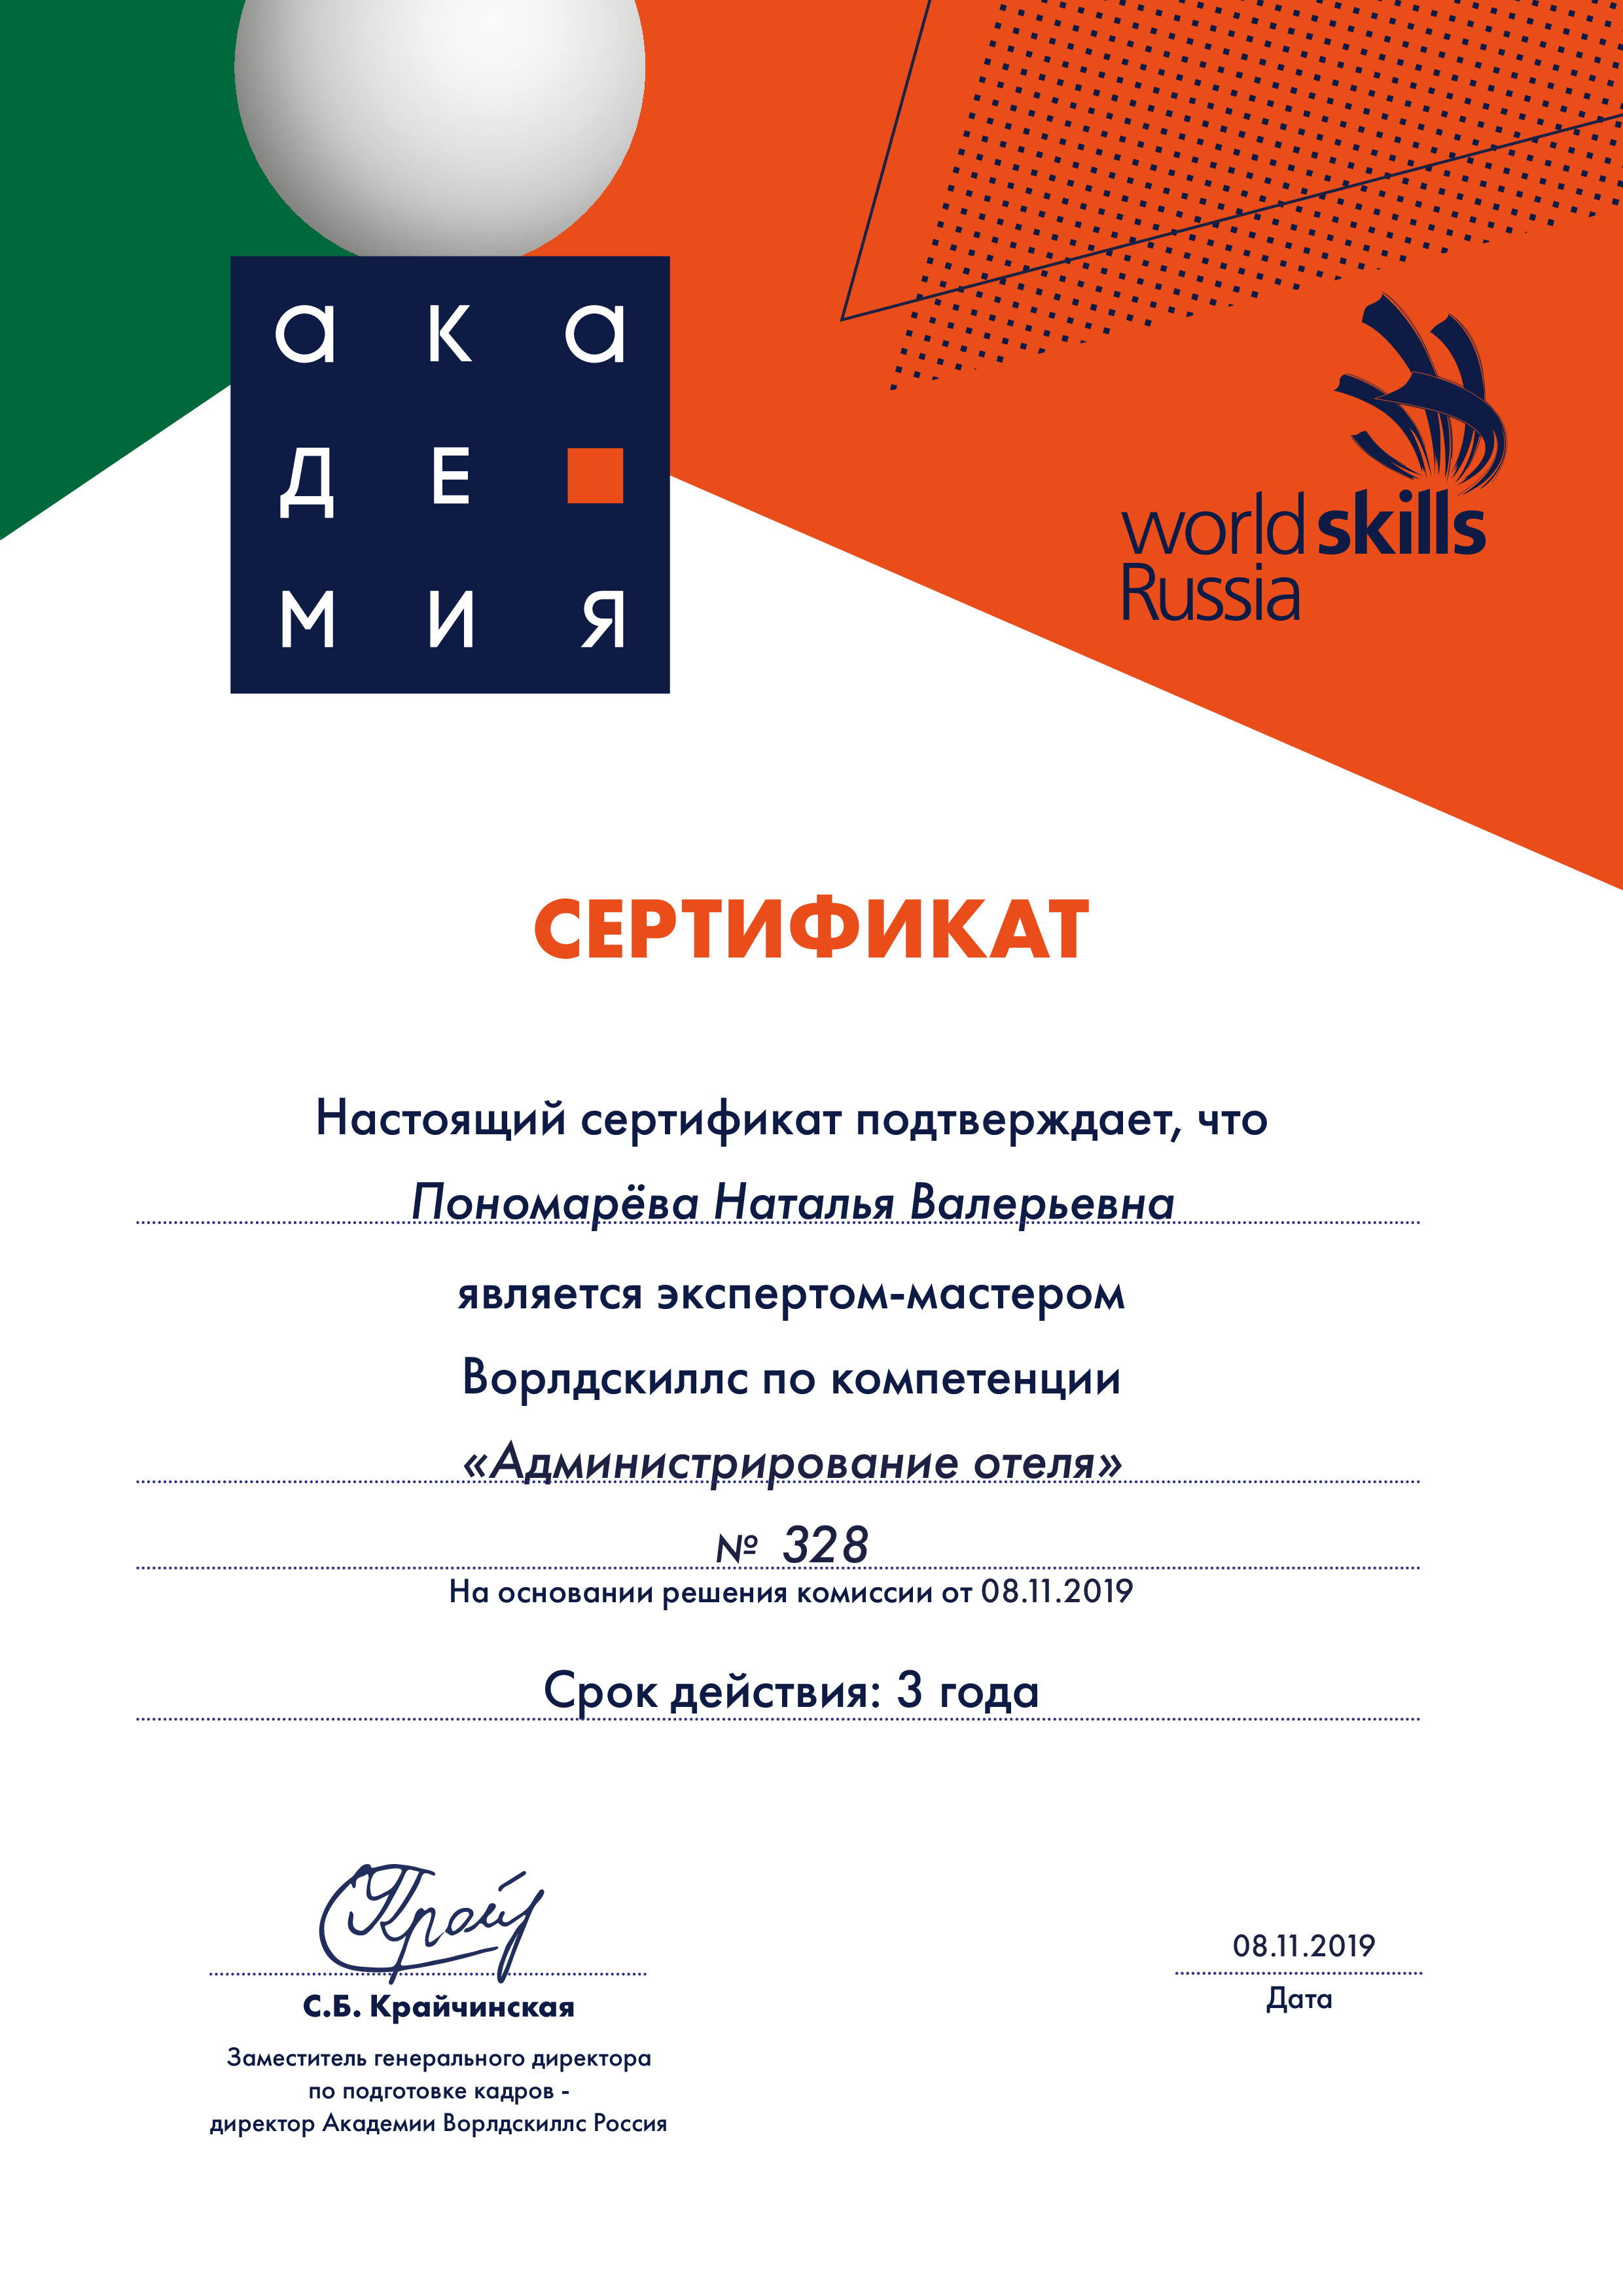 а к а
д е
м и я
world skills
Russia
СЕРТИФИКАТ
Настоящий сертификат подтверждает, что
Пономарёва Наталья Валерьевна
является экспертом-мастером
Ворлдскиллс по компетенции
«Администрирование отеля»
№ 328
На основании решения комиссии от 08.11.2019
Срок действия: 3 года
08.11.2019
Дата
С.Б. Крайчинская
Заместитель генерального директора
по подготовке кадров -
директор Академии Ворлдскиллс Россия